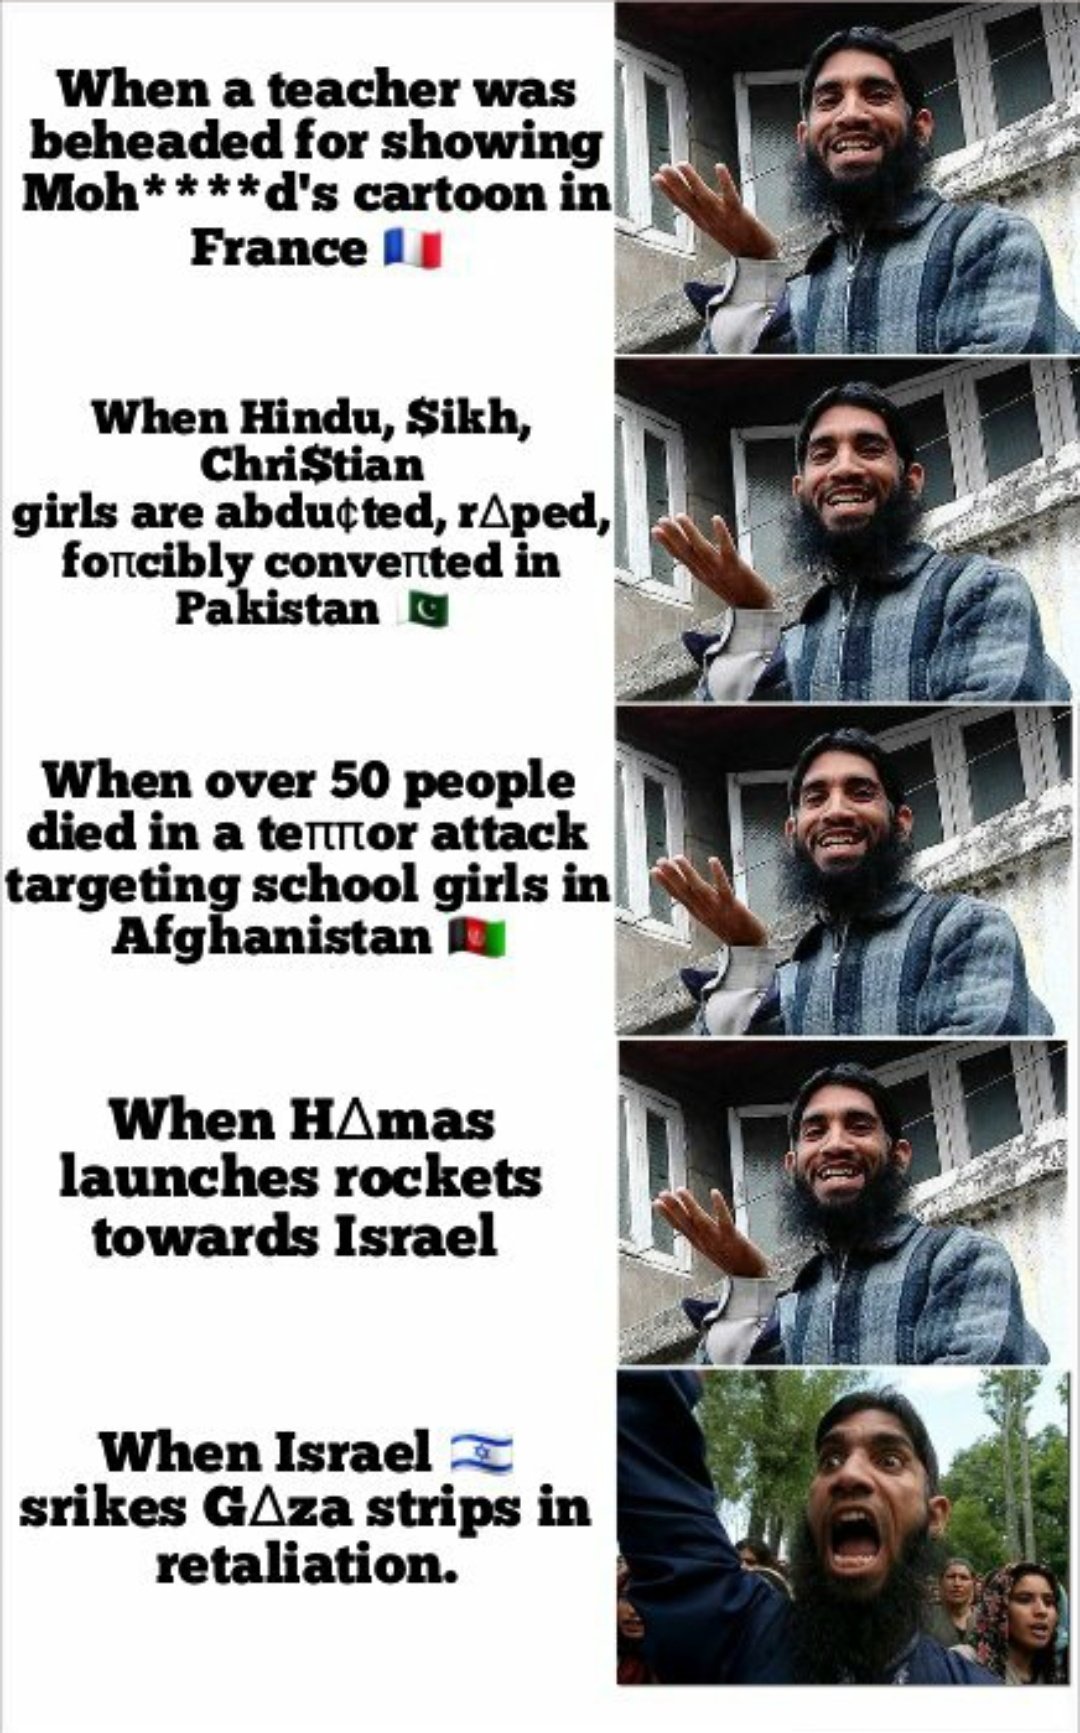 When a teacher was
beheaded for showing
Moh****d's cartoon in
France 🇫🇷
When Hindu, $ikh,
Chri$tian
girls are abdu¢ted, r∆ped,
foπcibly conveπted in
Pakistan 🇵🇰
When over 50 people
died in a teππor attack
targeting school girls in
Afghanistan 🇦🇫
When H∆mas
launches rockets
towards Israel
When Israel 🇮🇱
srikes G∆za strips in
retaliation.